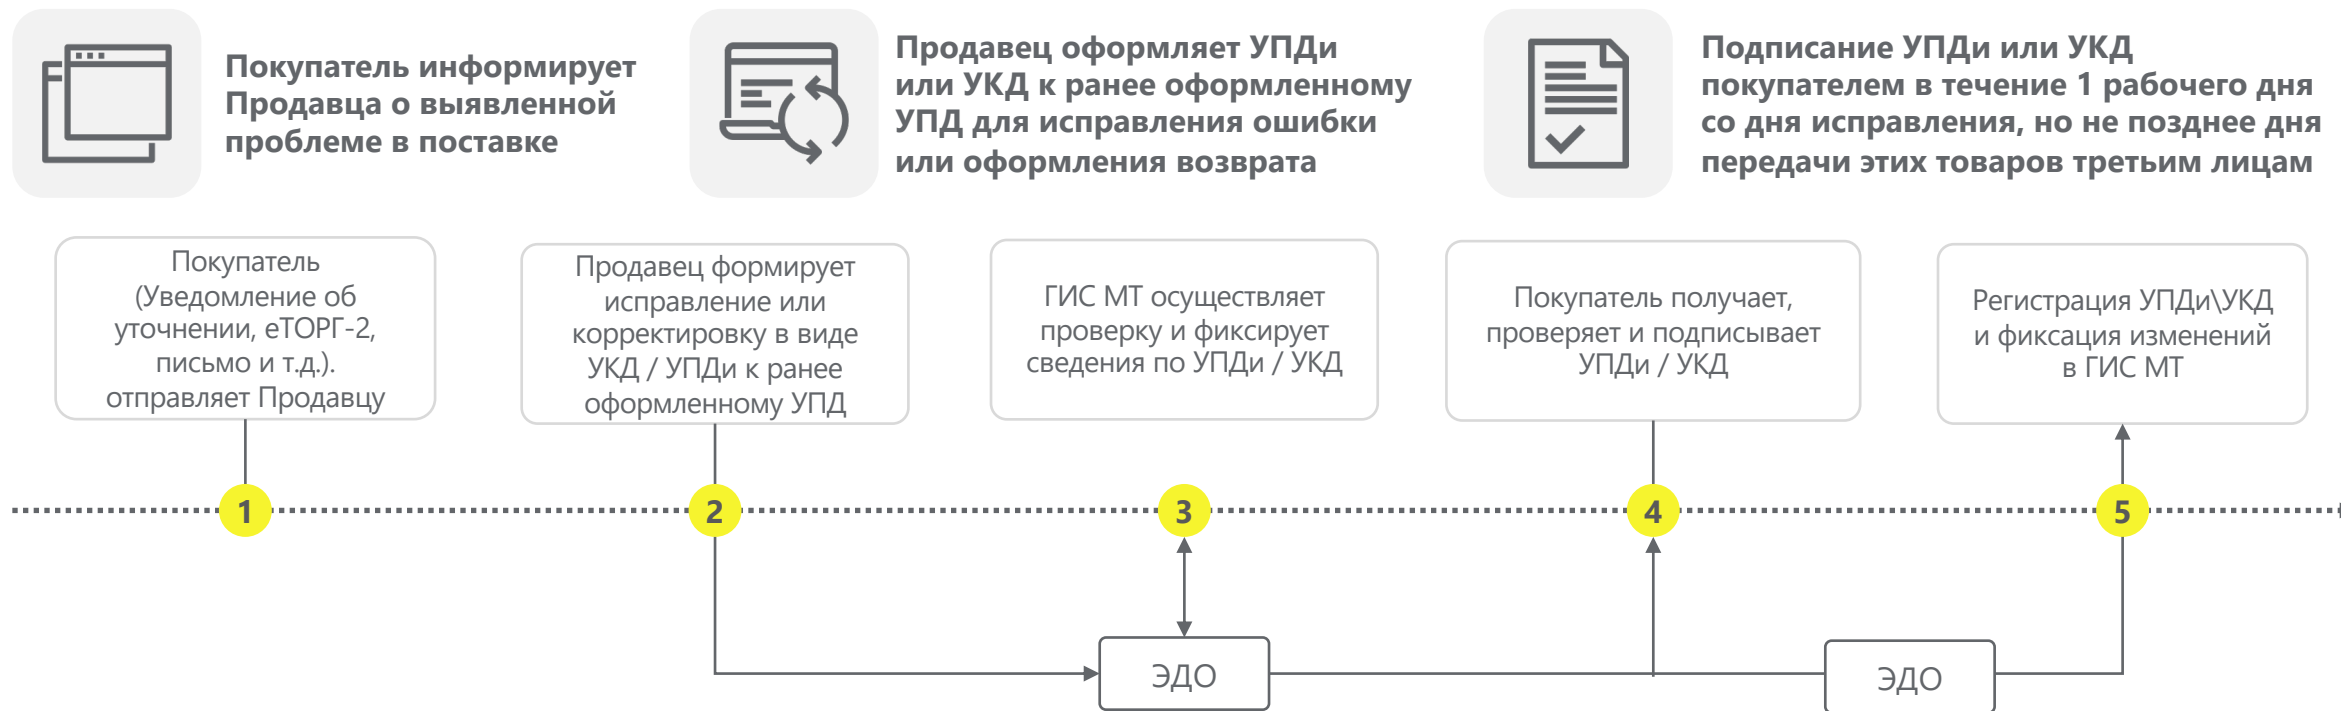 Покупатель информирует
Продавца о выявленной
проблеме в поставке
Продавец оформляет УПДи
или УКД к ранее оформленному
УПД для исправления ошибки
или оформления возврата
Подписание УПДи или УКД
покупателем в течение 1 рабочего дня
со дня исправления, но не позднее дня
передачи этих товаров третьим лицам
Покупатель
(Уведомление об
уточнении, еТОРГ-2,
письмо и т.д.).
отправляет Продавцу
Продавец формирует
исправление или
корректировку в виде
УКД / УПДи к ранее
оформленному УПД
ГИС МТ осуществляет
проверку и фиксирует
сведения по УПДи / УКД
Покупатель получает,
проверяет и подписывает
УПДи / УКД
Регистрация УПДи\УКД
и фиксация изменений
в ГИС МТ
1
2
3
4
5
ЭДО
ЭДО